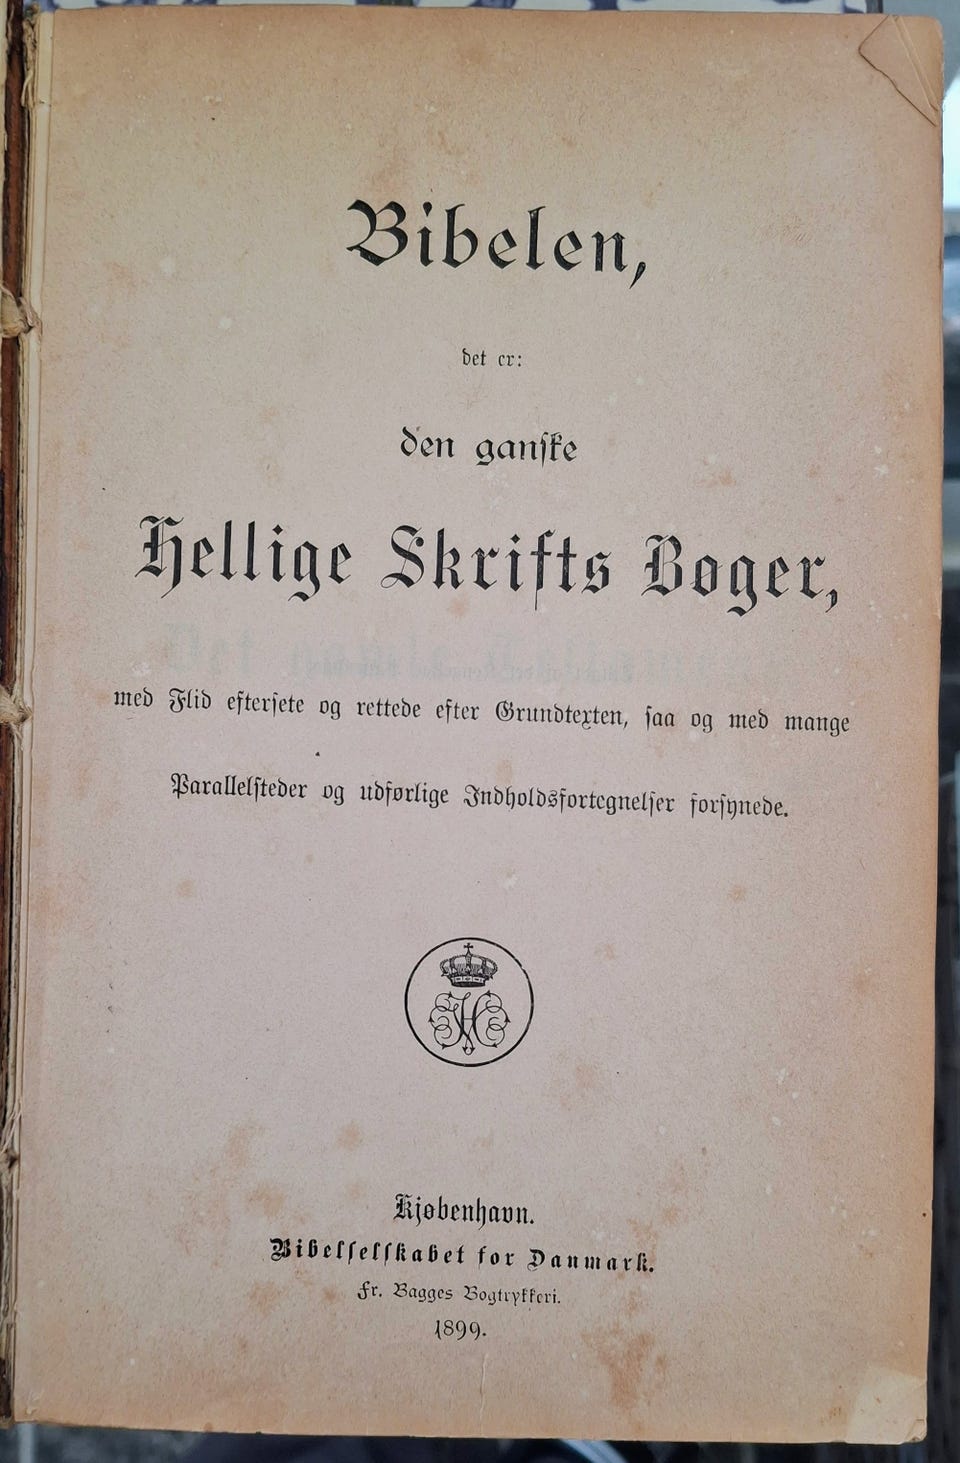 Bibelen,
det er:
den ganske
Hellige Skrifts Bøger,
med Flid eftersete og rettede efter Grundtexten, saa og med mange
Parallelsteder og udførlige Indholdsfortegnelser forsynede.
Kjøbenhavn.
Bibelselskabet for Danmark.
Fr. Bagges Bogtrykkeri.
1899.